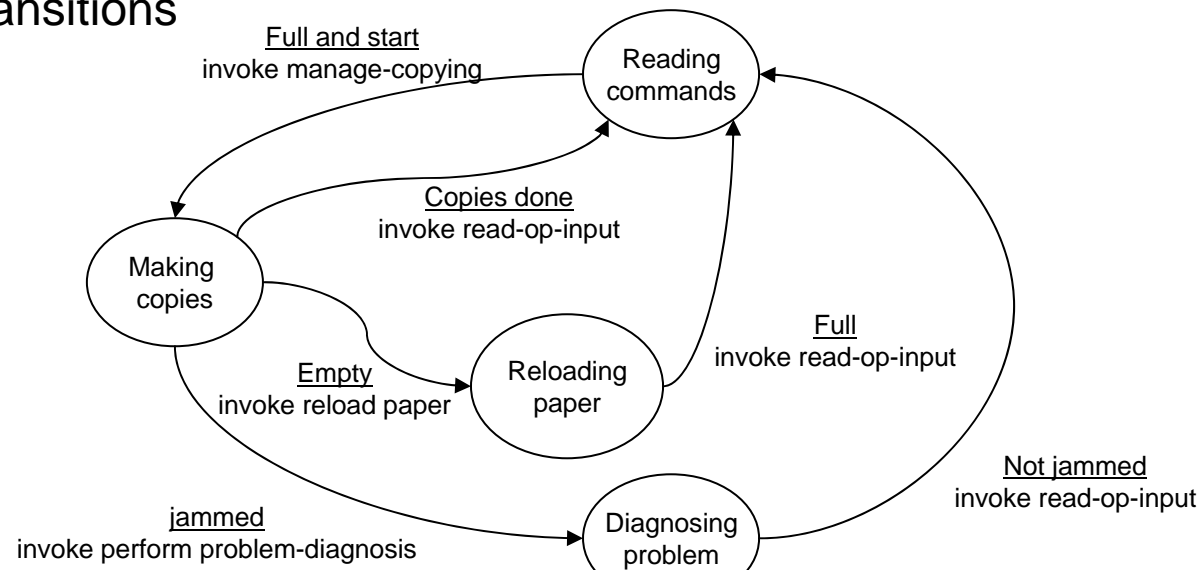 Full and start
invoke manage-copying
Reading
commands
Copies done
invoke read-op-input
Making
copies
Full
invoke read-op-input
Empty
invoke reload paper
Reloading
paper
Not jammed
invoke read-op-input
jammed
invoke perform problem-diagnosis
Diagnosing
problem